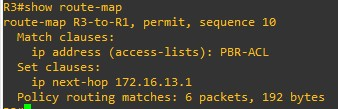 R3#show route-map
route-map R3-to-R1, permit, sequence 10
  Match clauses:
    ip address (access-lists): PBR-ACL
  Set clauses:
    ip next-hop 172.16.13.1
  Policy routing matches: 6 packets, 192 bytes